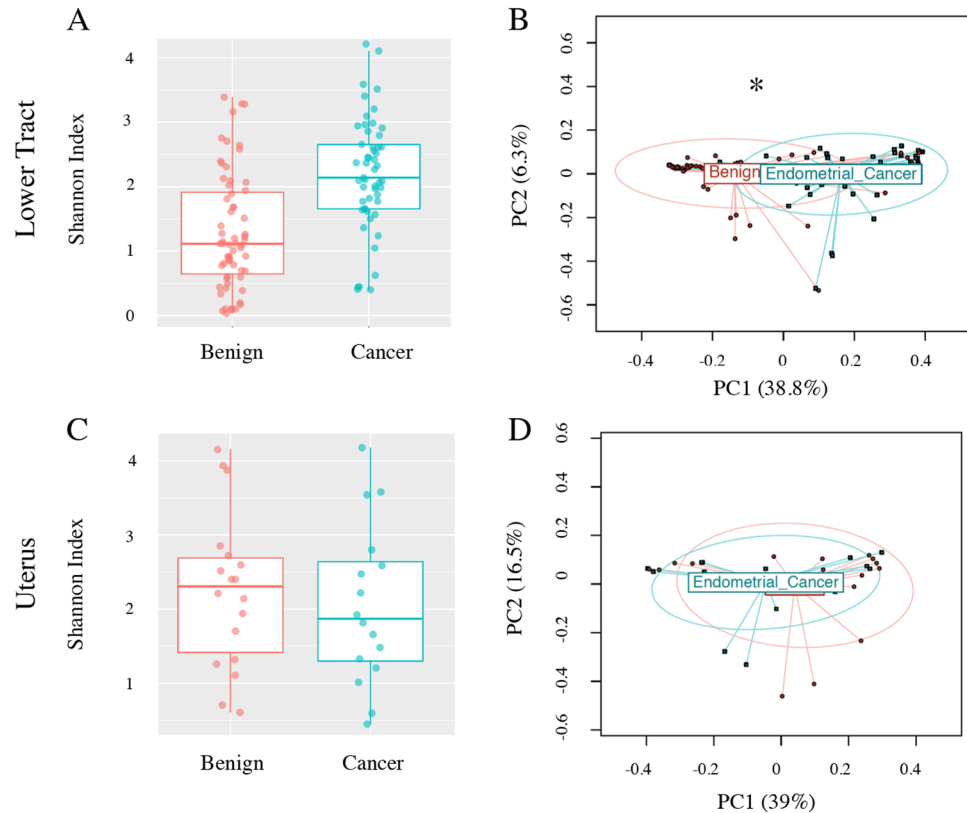 A
Lower Tract
Shannon Index
4
3
2
1
0
Benign
Cancer
B
*
PC2 (6.3%)
0.6
0.4
0.2
0
-0.2
-0.4
-0.6
Benign
Endometrial_Cancer
-0.4
-0.2
0
0.2
0.4
PC1 (38.8%)
C
Uterus
Shannon Index
4
3
2
1
Benign
Cancer
D
PC2 (16.5%)
0.6
0.4
0.2
0
-0.2
-0.4
-0.6
Endometrial_Cancer
-0.4
-0.2
0
0.2
0.4
PC1 (39%)